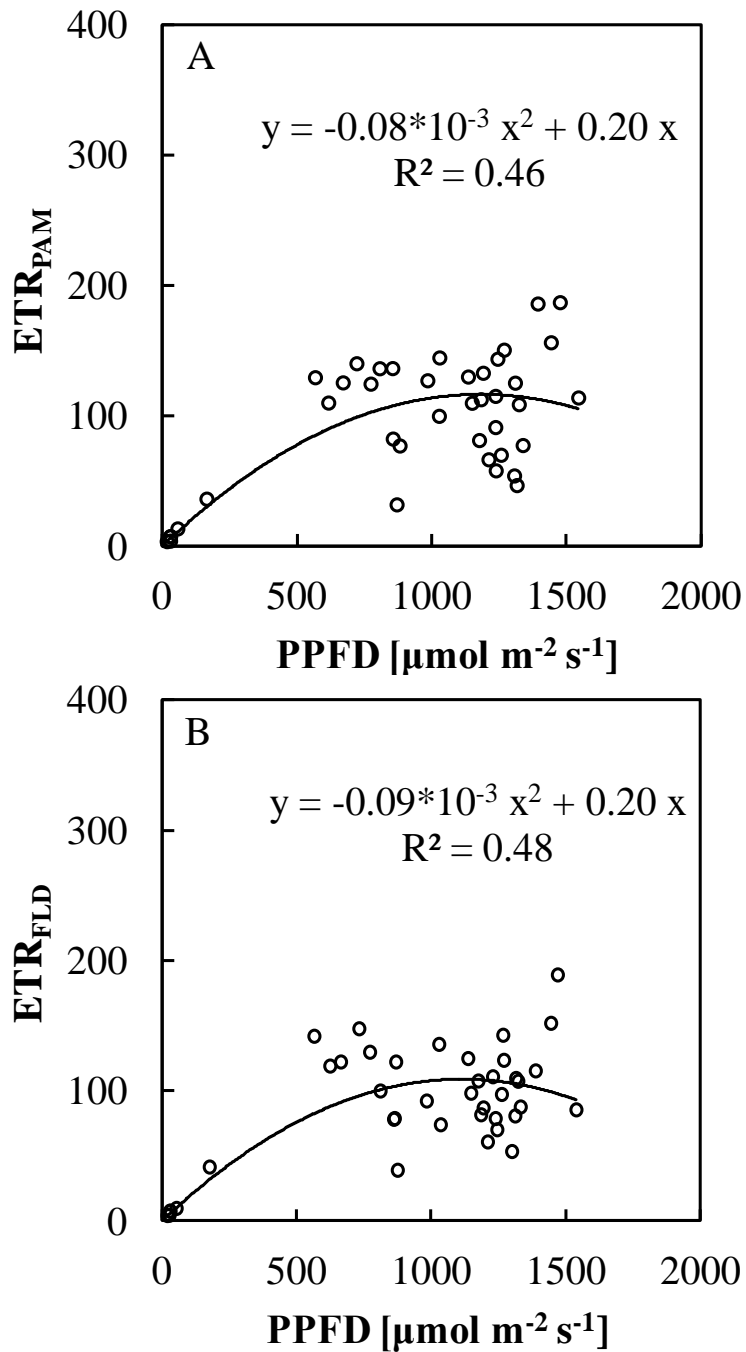 400
A
y = -0.08*10⁻³ x² + 0.20 x
R² = 0.46
300
200
100
0
ETR_PAM
0 500 1000 1500 2000
PPFD [µmol m⁻² s⁻¹]
400
B
y = -0.09*10⁻³ x² + 0.20 x
R² = 0.48
300
200
100
0
ETR_FLD
0 500 1000 1500 2000
PPFD [µmol m⁻² s⁻¹]